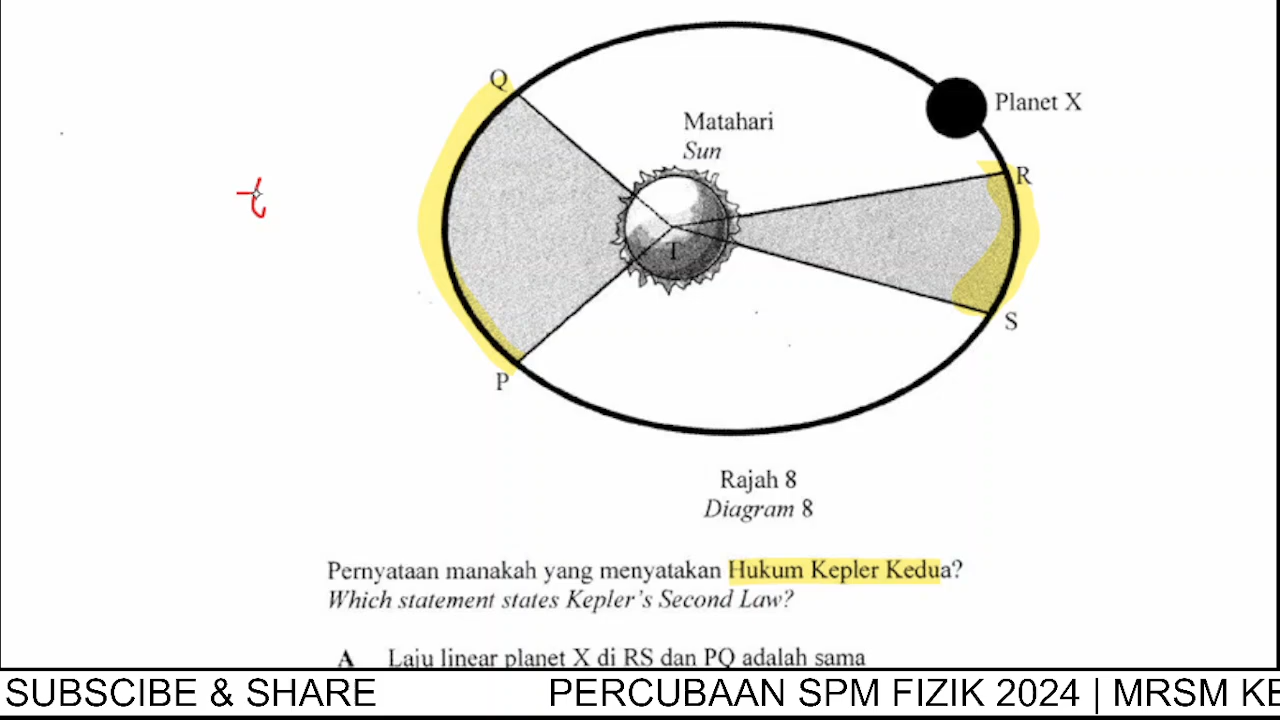 Q
Planet X
Matahari
Sun
R
T
S
P
Rajah 8
Diagram 8
Pernyataan manakah yang menyatakan Hukum Kepler Kedua?
Which statement states Kepler's Second Law?
A Laju linear planet X di RS dan PQ adalah sama
SUBSCIBE & SHARE PERCUBAAN SPM FIZIK 2024 | MRSM KE
t